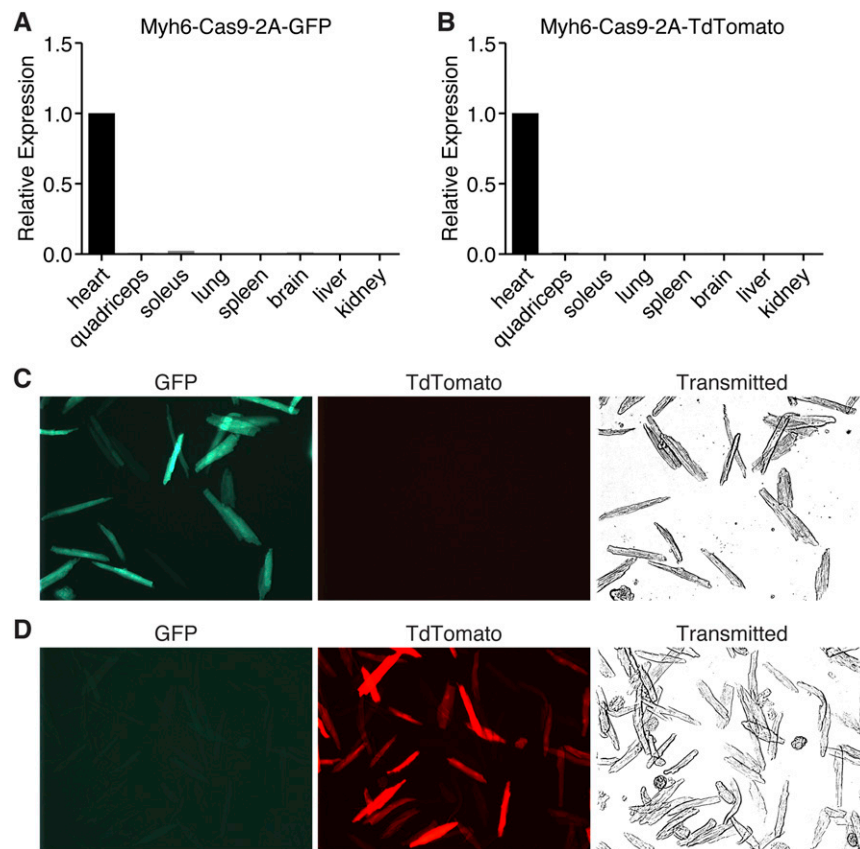 A
Myh6-Cas9-2A-GFP
Relative Expression
1.5
1.0
0.5
0.0
heart
quadriceps
soleus
lung
spleen
brain
liver
kidney
B
Myh6-Cas9-2A-TdTomato
Relative Expression
1.5
1.0
0.5
0.0
heart
quadriceps
soleus
lung
spleen
brain
liver
kidney
C
GFP
TdTomato
Transmitted
D
GFP
TdTomato
Transmitted